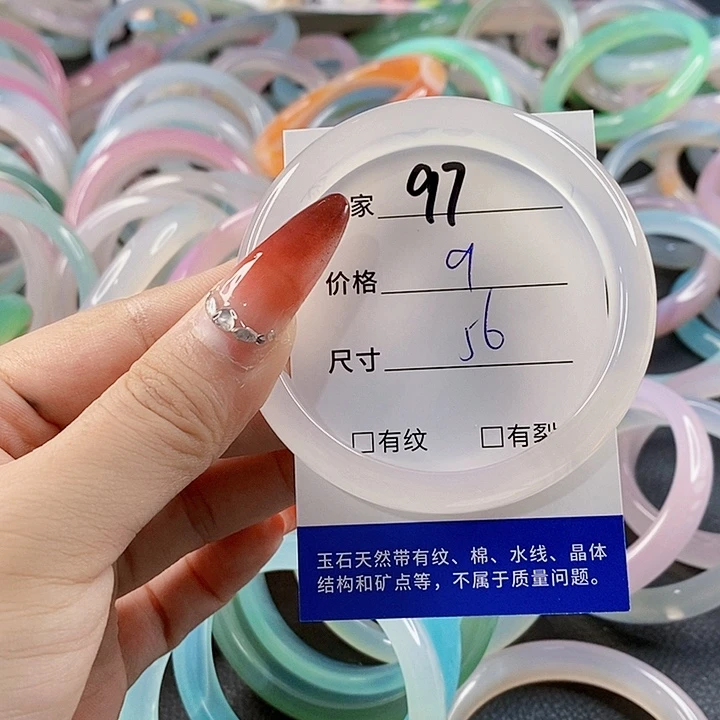 家 97
价格 9
尺寸 56
□有纹 □有裂
玉石天然带有纹、棉、水线、晶体
结构和矿点等，不属于质量问题。